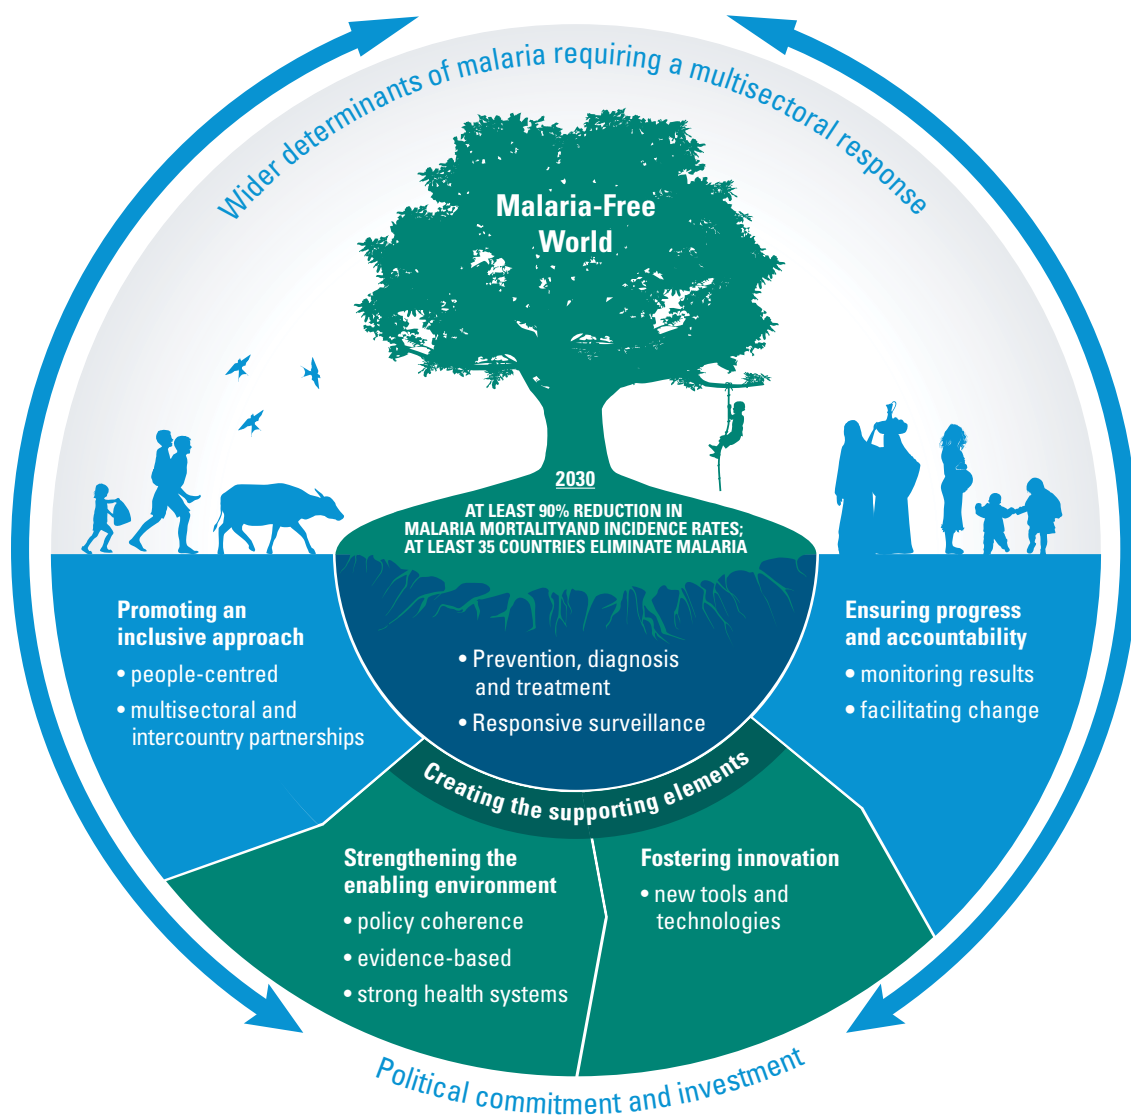 Wider determinants of malaria requiring a multisectoral response
Malaria-Free
World
2030
AT LEAST 90% REDUCTION IN
MALARIA MORTALITYAND INCIDENCE RATES;
AT LEAST 35 COUNTRIES ELIMINATE MALARIA
Promoting an
inclusive approach
• people-centred
• multisectoral and
intercountry partnerships
• Prevention, diagnosis
and treatment
• Responsive surveillance
Ensuring progress
and accountability
• monitoring results
• facilitating change
Creating the supporting elements
Strengthening the
enabling environment
• policy coherence
• evidence-based
• strong health systems
Fostering innovation
• new tools and
technologies
Political commitment and investment